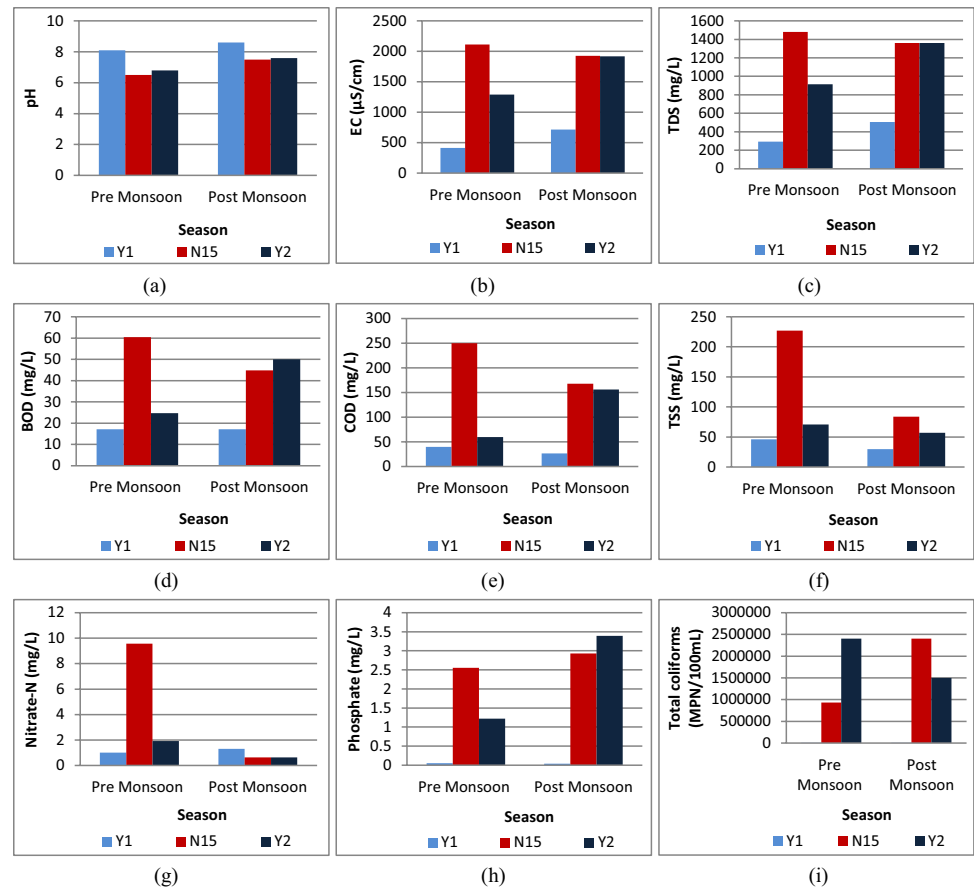 10
8
6
4
2
0
pH
Pre Monsoon Post Monsoon
Season
Y1 N15 Y2
(a)
2500
2000
1500
1000
500
0
EC (µS/cm)
Pre Monsoon Post Monsoon
Season
Y1 N15 Y2
(b)
1600
1400
1200
1000
800
600
400
200
0
TDS (mg/L)
Pre Monsoon Post Monsoon
Season
Y1 N15 Y2
(c)
70
60
50
40
30
20
10
0
BOD (mg/L)
Pre Monsoon Post Monsoon
Season
Y1 N15 Y2
(d)
300
250
200
150
100
50
0
COD (mg/L)
Pre Monsoon Post Monsoon
Season
Y1 N15 Y2
(e)
250
200
150
100
50
0
TSS (mg/L)
Pre Monsoon Post Monsoon
Season
Y1 N15 Y2
(f)
12
10
8
6
4
2
0
Nitrate-N (mg/L)
Pre Monsoon Post Monsoon
Season
Y1 N15 Y2
(g)
4
3.5
3
2.5
2
1.5
1
0.5
0
Phosphate (mg/L)
Pre Monsoon Post Monsoon
Season
Y1 N15 Y2
(h)
3000000
2500000
2000000
1500000
1000000
500000
0
Total coliforms
(MPN/100mL)
Pre Post
Monsoon Monsoon
Season
Y1 N15 Y2
(i)